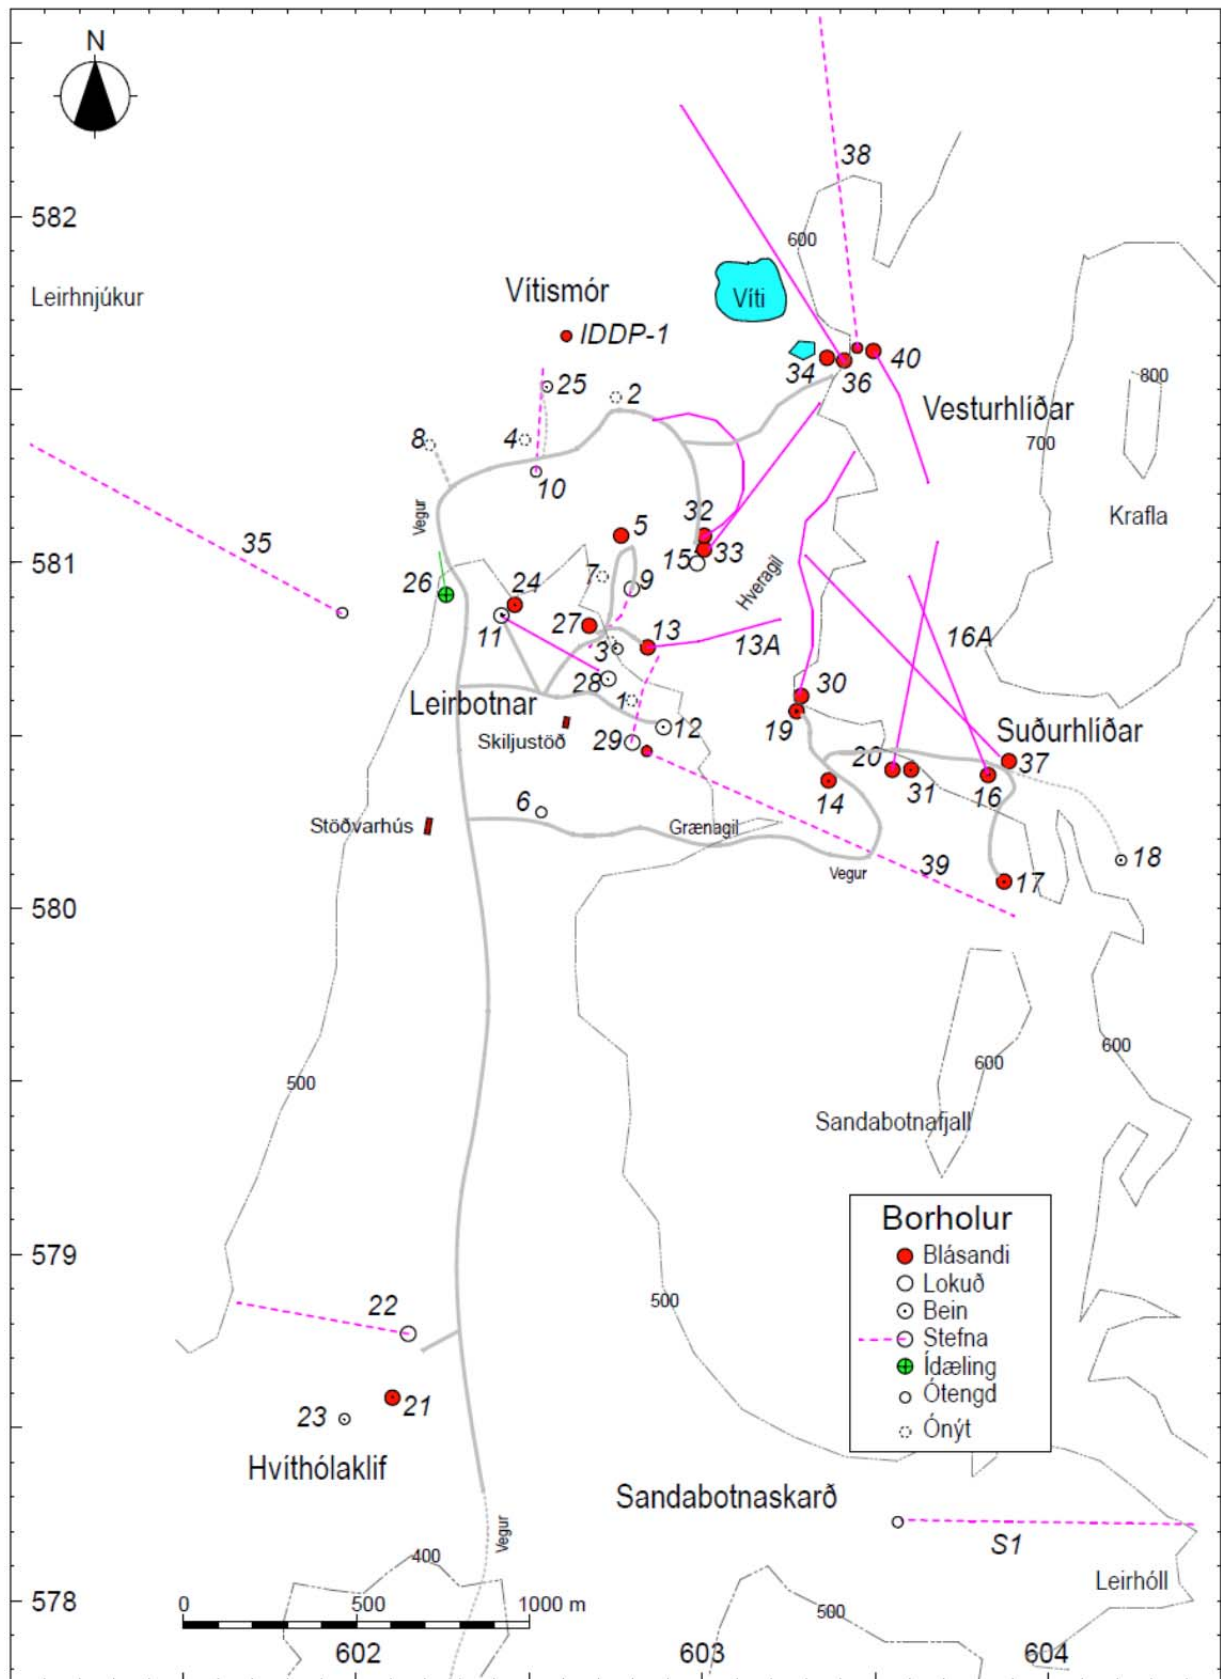 N
38
582
600
Leirhnjúkur
Vítismór
Víti
IDDP-1
34
36
40
25
2
800
Vesturhlíðar
8
4
700
10
Vegur
5
32
Krafla
35
15
33
581
26
24
7
9
Hveragil
11
27
13
3
13A
16A
28
30
Leirbotnar
1
Skiljustöð
29
12
19
Suðurhlíðar
20
37
14
31
16
6
Stöðvarhús
Grænagil
18
Vegur
39
17
580
500
600
600
Sandabotnafjall
Borholur
579
Blásandi
Lokuð
Bein
22
500
Stefna
Ídæling
Ótengd
21
23
Ónýt
Hvíthólaklif
Sandabotnaskarð
Vegur
S1
400
Leirhóll
578
0
500
1000 m
500
602
603
604